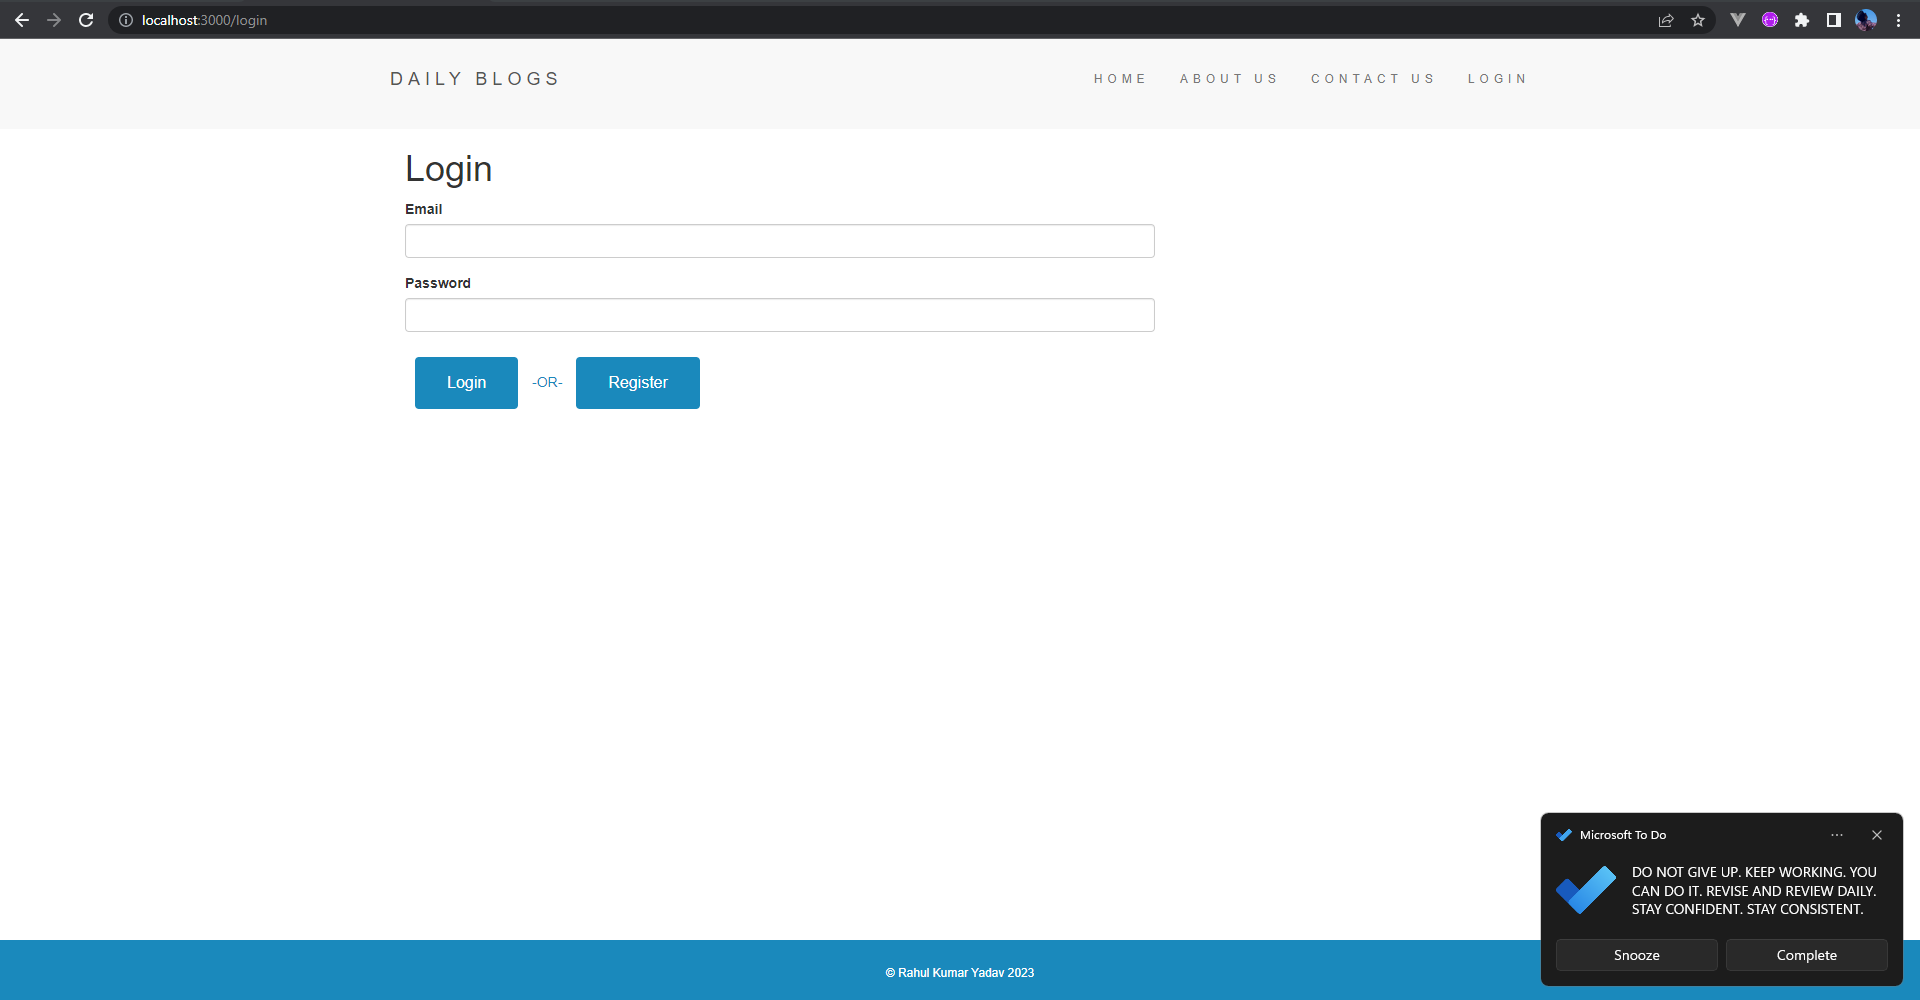 localhost:3000/login
DAILY BLOGS
HOME ABOUT US CONTACT US LOGIN
Login
Email
Password
Login -OR- Register
Microsoft To Do
DO NOT GIVE UP. KEEP WORKING. YOU
CAN DO IT. REVISE AND REVIEW DAILY.
STAY CONFIDENT. STAY CONSISTENT.
Snooze Complete
© Rahul Kumar Yadav 2023